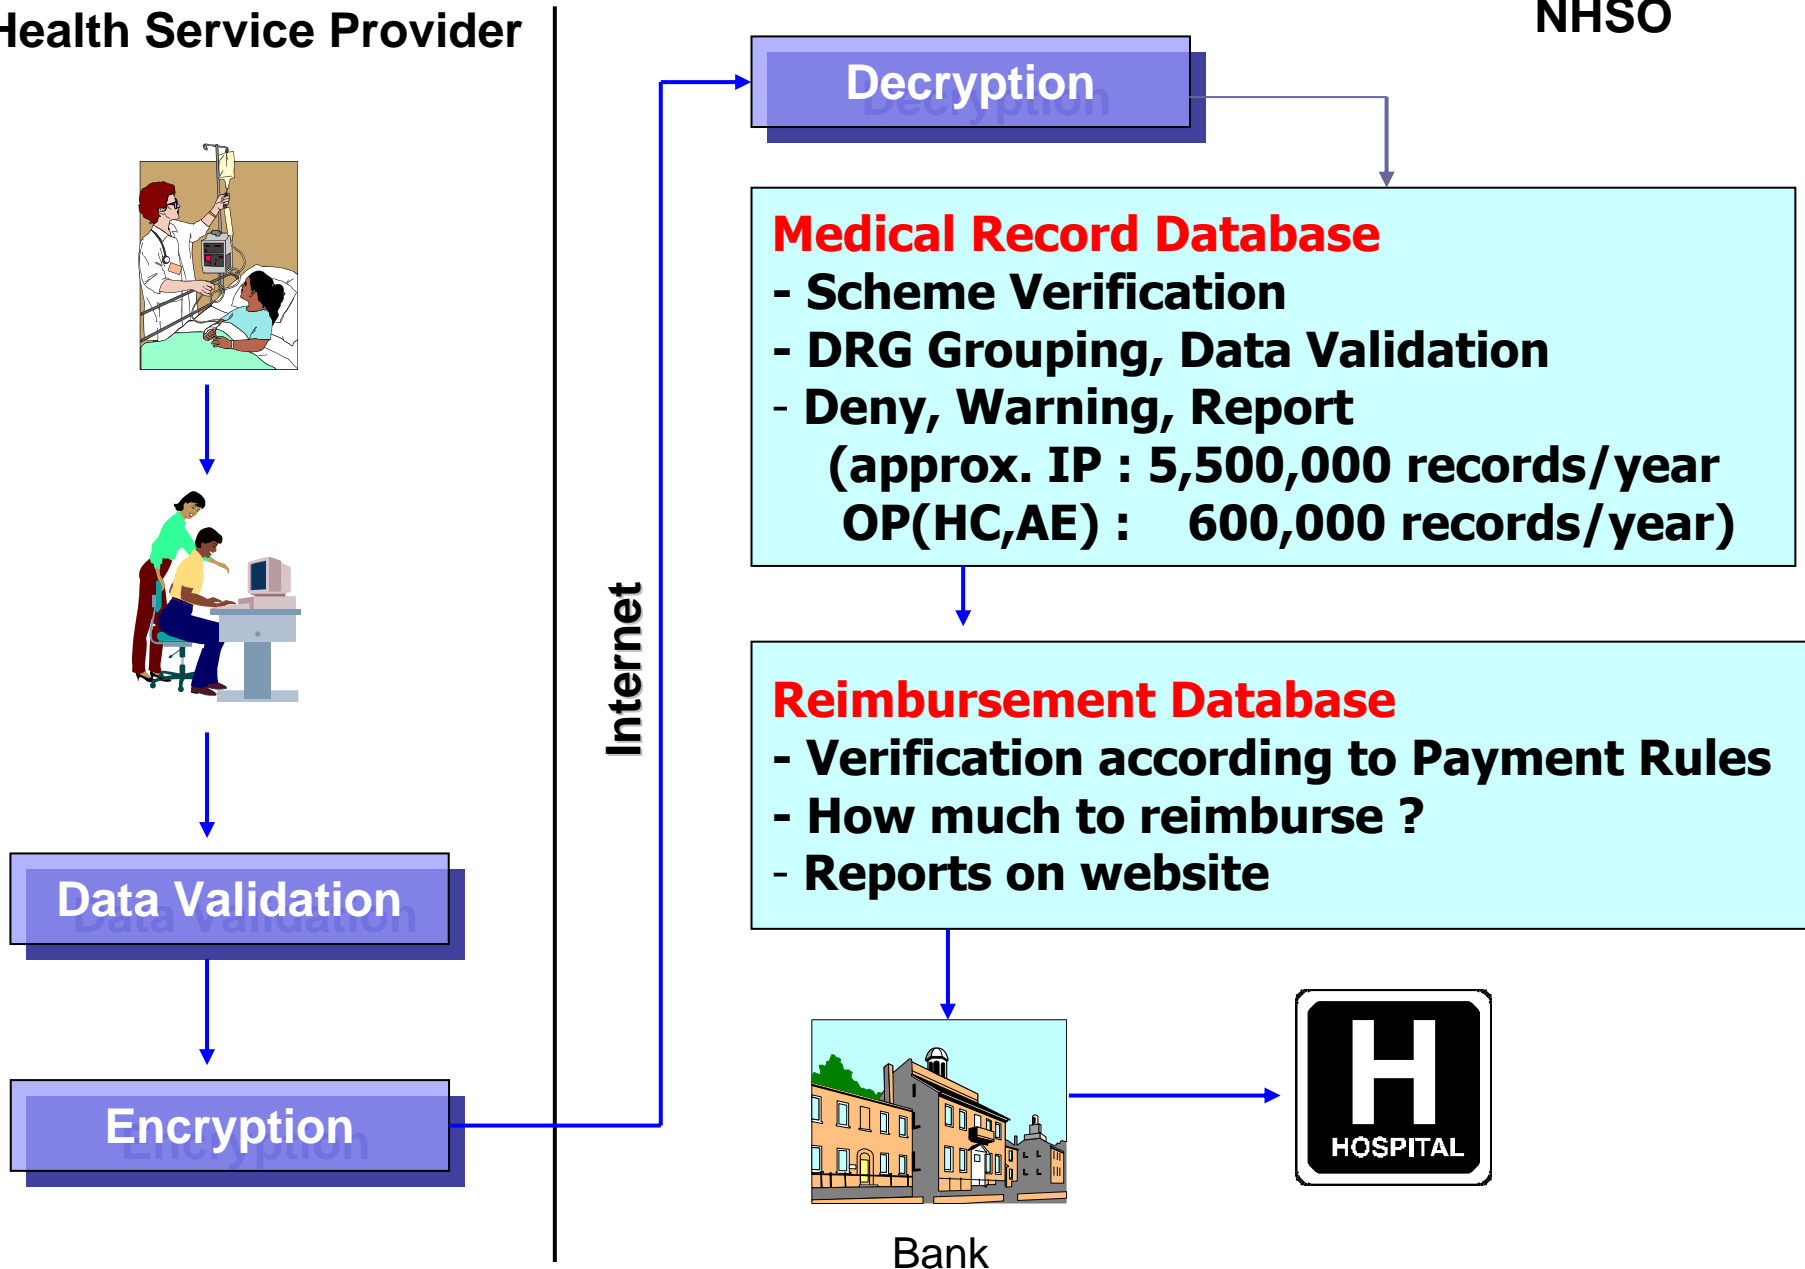 Health Service Provider
Data Validation
Encryption
Internet
NHSO
Decryption
Medical Record Database
- Scheme Verification
- DRG Grouping, Data Validation
- Deny, Warning, Report
(approx. IP : 5,500,000 records/year
OP(HC,AE) : 600,000 records/year)
Reimbursement Database
- Verification according to Payment Rules
- How much to reimburse ?
- Reports on website
H
HOSPITAL
Bank